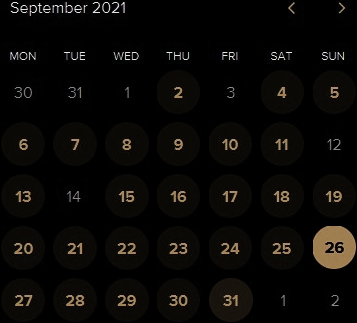 September 2021
MON TUE WED THU FRI SAT SUN
30 31 1 2 3 4 5
6 7 8 9 10 11 12
13 14 15 16 17 18 19
20 21 22 23 24 25 26
27 28 29 30 31 1 2